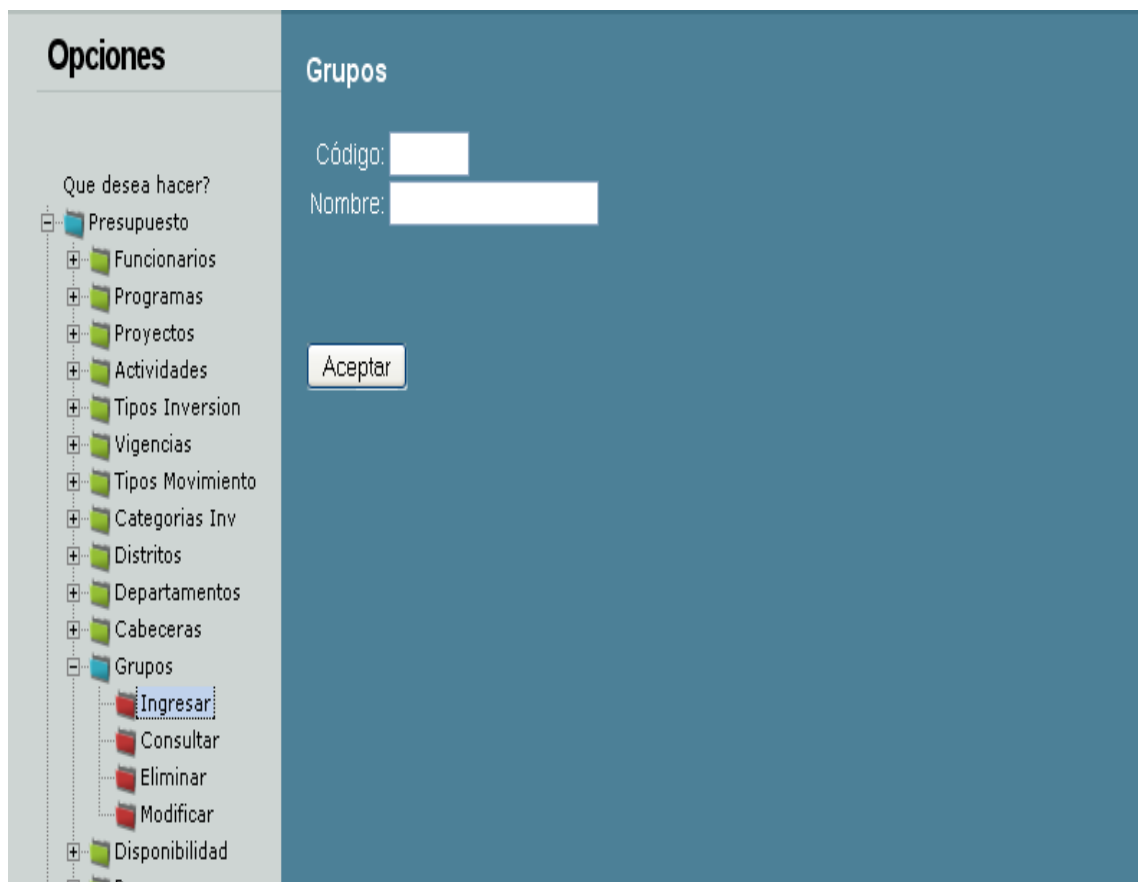 Opciones
Que desea hacer?
Presupuesto
Funcionarios
Programas
Proyectos
Actividades
Tipos Inversion
Vigencias
Tipos Movimiento
Categorias Inv
Distritos
Departamentos
Cabeceras
Grupos
Ingresar
Consultar
Eliminar
Modificar
Disponibilidad
Grupos
Código:
Nombre:
Aceptar